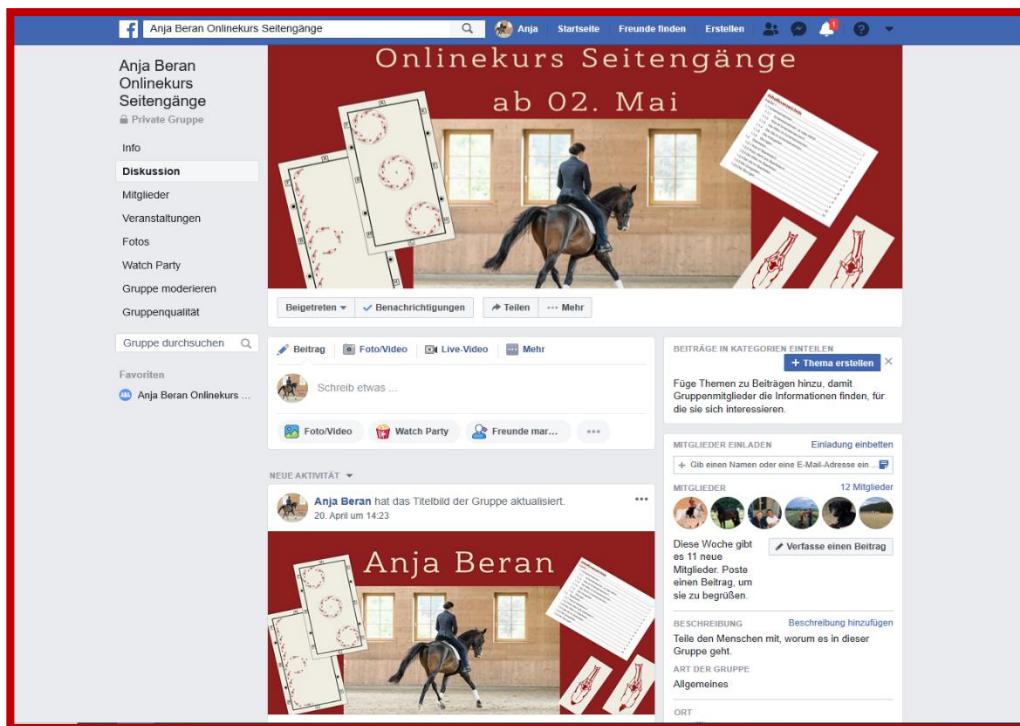 Anja Beran Onlinekurs Seitengänge
Anja
Startseite
Freunde finden
Erstellen
1
Anja Beran
Onlinekurs
Seitengänge
Private Gruppe
Info
Diskussion
Mitglieder
Veranstaltungen
Fotos
Watch Party
Gruppe moderieren
Gruppenqualität
Gruppe durchsuchen
Favoriten
Anja Beran Onlinekurs ...
Onlinekurs Seitengänge
ab 02. Mai
Beigetreten
Benachrichtigungen
Teilen
Mehr
Beitrag
Foto/Video
Live-Video
Mehr
Schreib etwas ...
Foto/Video
Watch Party
Freunde mar...
NEUE AKTIVITÄT
Anja Beran hat das Titelbild der Gruppe aktualisiert.
20. April um 14:23
Anja Beran
BEITRÄGE IN KATEGORIEN EINTEILEN
+ Thema erstellen
Füge Themen zu Beiträgen hinzu, damit
Gruppenmitglieder die Informationen finden, für
die sie sich interessieren.
MITGLIEDER EINLADEN
Einladung einbetten
+ Gib einen Namen oder eine E-Mail-Adresse ein ...
MITGLIEDER
12 Mitglieder
Diese Woche gibt
es 11 neue
Mitglieder. Poste
einen Beitrag, um
sie zu begrüßen.
Verfasse einen Beitrag
BESCHREIBUNG
Beschreibung hinzufügen
Teile den Menschen mit, worum es in dieser
Gruppe geht.
ART DER GRUPPE
Allgemeines
ORT